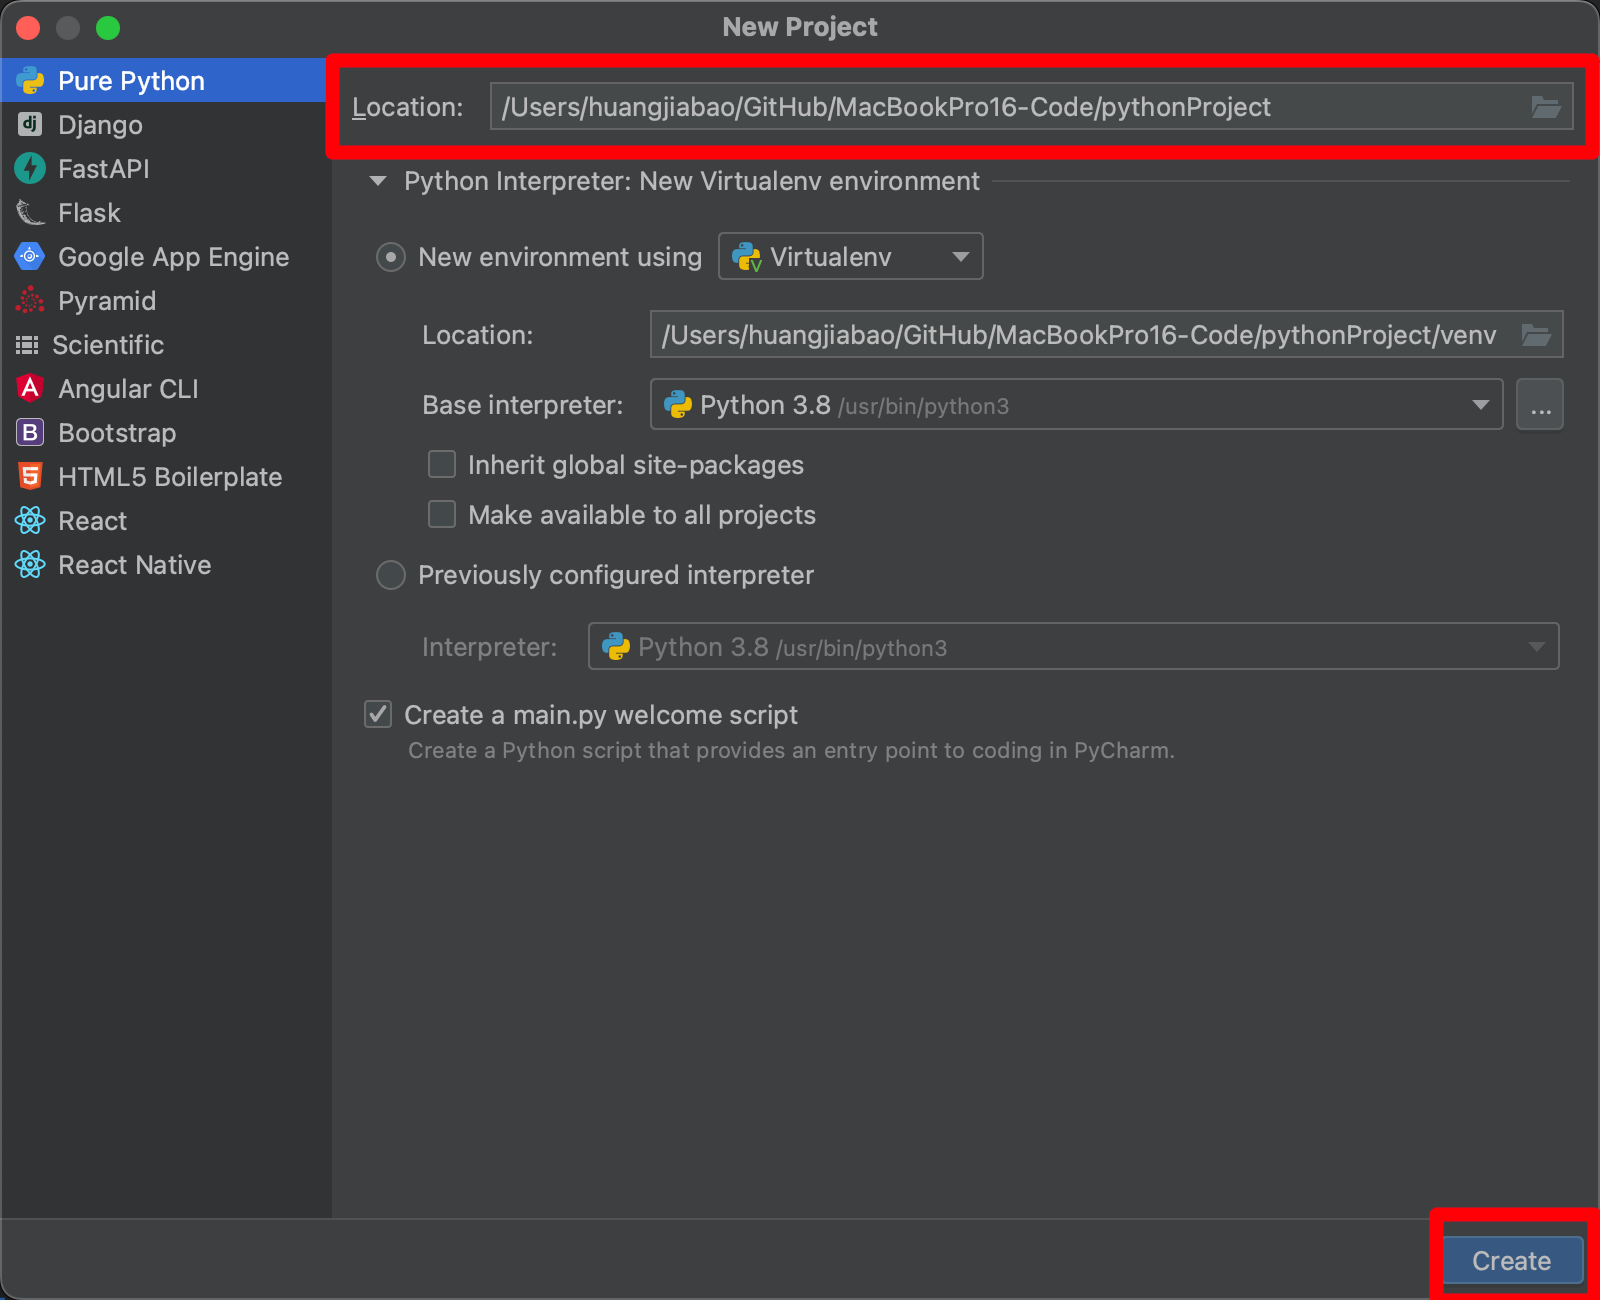 New Project
Pure Python
Django
FastAPI
Flask
Google App Engine
Pyramid
Scientific
Angular CLI
Bootstrap
HTML5 Boilerplate
React
React Native
Location: /Users/huangjiabao/GitHub/MacBookPro16-Code/pythonProject
Python Interpreter: New Virtualenv environment
New environment using Virtualenv
Location: /Users/huangjiabao/GitHub/MacBookPro16-Code/pythonProject/venv
Base interpreter: Python 3.8 /usr/bin/python3 ...
Inherit global site-packages
Make available to all projects
Previously configured interpreter
Interpreter: Python 3.8 /usr/bin/python3
Create a main.py welcome script
Create a Python script that provides an entry point to coding in PyCharm.
Create